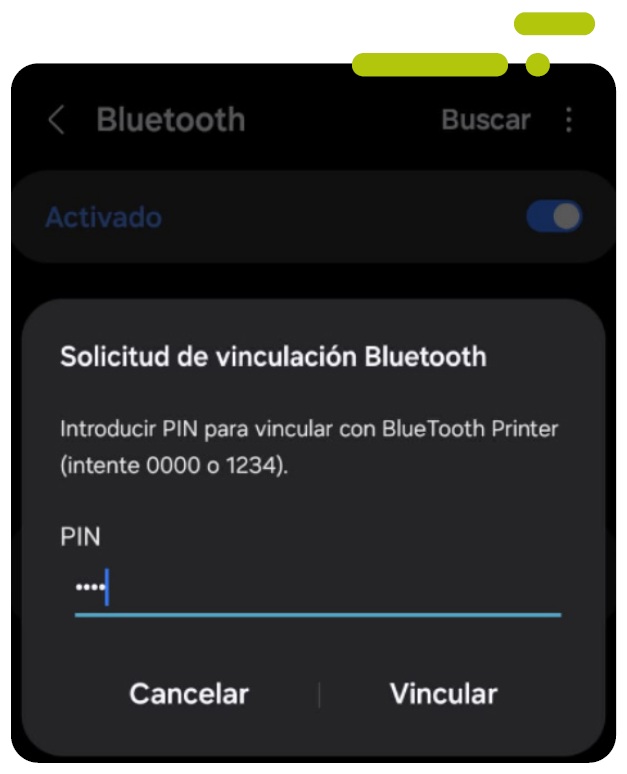 Bluetooth
Buscar
Activado
Solicitud de vinculación Bluetooth
Introducir PIN para vincular con BlueTooth Printer
(intente 0000 o 1234).
PIN
••••
Cancelar
Vincular